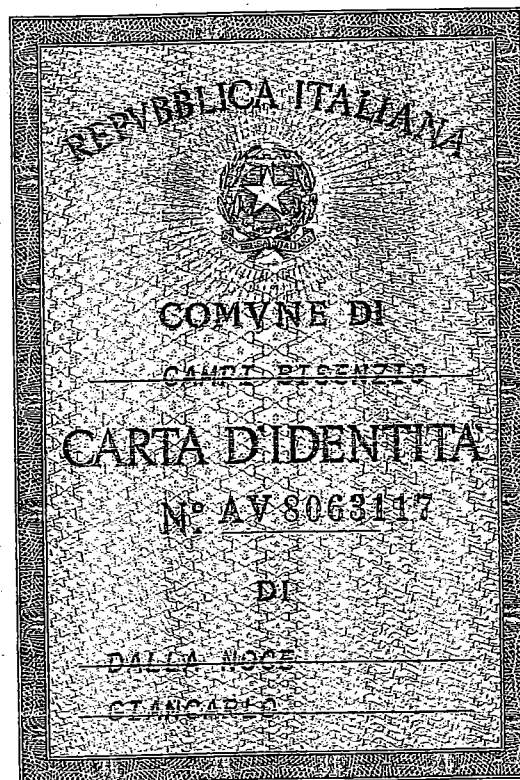 REPVBBLICA ITALIANA
COMVNE DI
CAMPI BISENZIO
CARTA D'IDENTITA'
N° AV 8063117
DI
DALLA NOCE
GIANCARLO